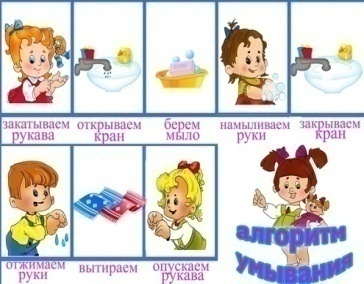 закатываем
рукава
открываем
кран
берем
мыло
намыливаем
руки
закрываем
кран
отжимаем
руки
вытираем
опускаем
рукава
алгоритм
умывания